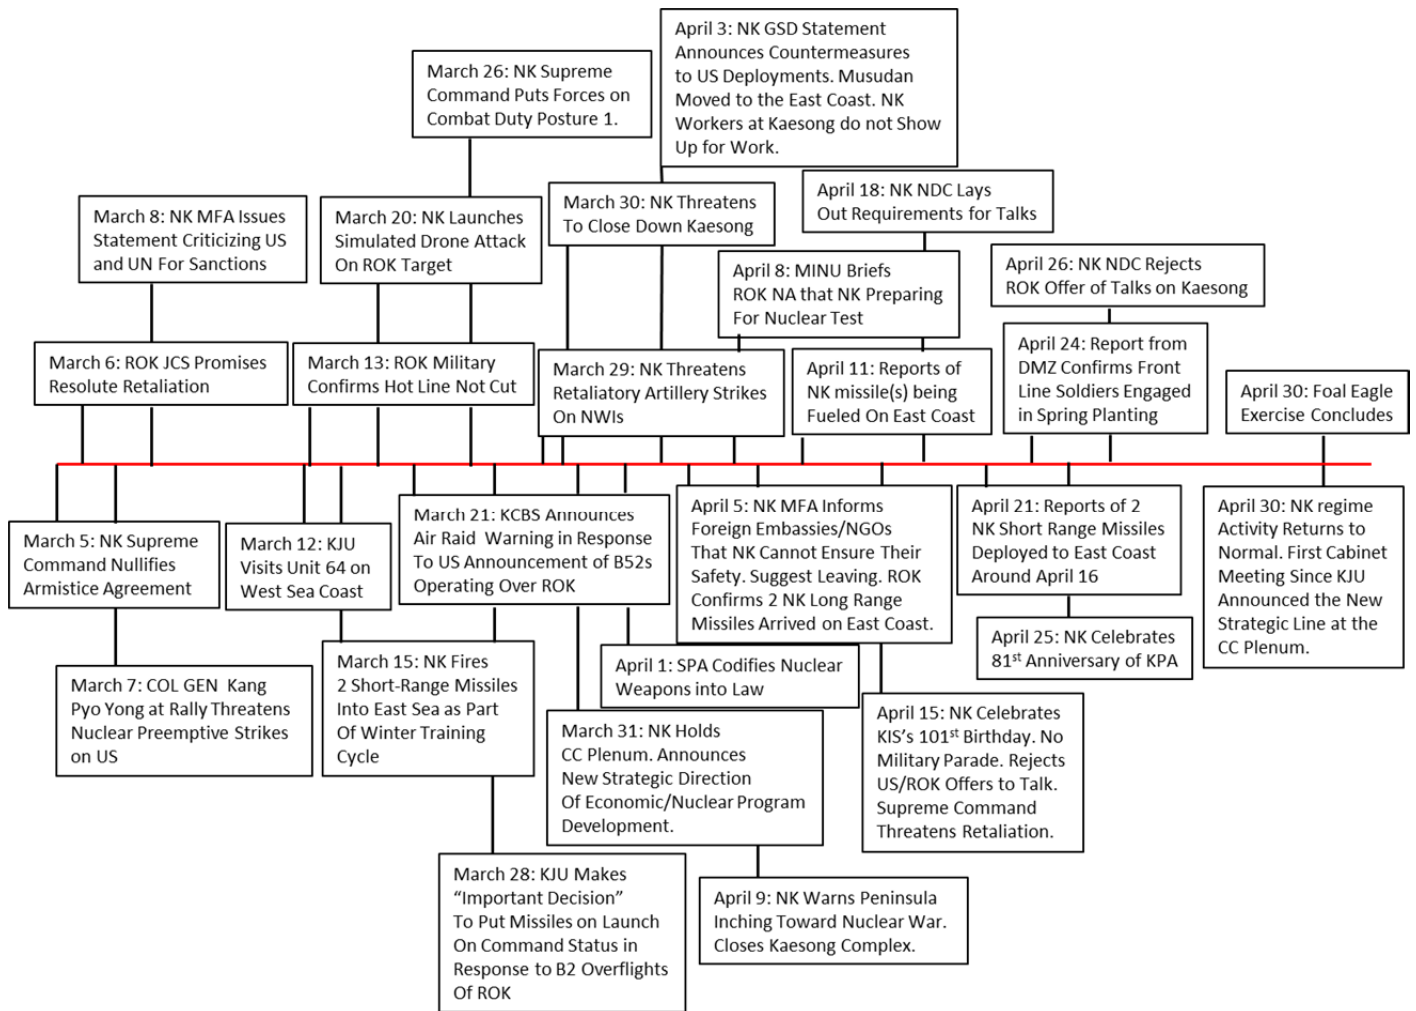 April 3: NK GSD Statement
Announces Countermeasures
to US Deployments. Musudan
Moved to the East Coast. NK
Workers at Kaesong do not Show
Up for Work.
March 26: NK Supreme
Command Puts Forces on
Combat Duty Posture 1.
March 8: NK MFA Issues
Statement Criticizing US
and UN For Sanctions
March 20: NK Launches
Simulated Drone Attack
On ROK Target
March 30: NK Threatens
To Close Down Kaesong
April 18: NK NDC Lays
Out Requirements for Talks
April 8: MINU Briefs
ROK NA that NK Preparing
For Nuclear Test
April 26: NK NDC Rejects
ROK Offer of Talks on Kaesong
March 6: ROK JCS Promises
Resolute Retaliation
March 13: ROK Military
Confirms Hot Line Not Cut
March 29: NK Threatens
Retaliatory Artillery Strikes
On NWIs
April 11: Reports of
NK missile(s) being
Fueled On East Coast
April 24: Report from
DMZ Confirms Front
Line Soldiers Engaged
in Spring Planting
April 30: Foal Eagle
Exercise Concludes
March 5: NK Supreme
Command Nullifies
Armistice Agreement
March 12: KJU
Visits Unit 64 on
West Sea Coast
March 21: KCBS Announces
Air Raid Warning in Response
To US Announcement of B52s
Operating Over ROK
April 5: NK MFA Informs
Foreign Embassies/NGOs
That NK Cannot Ensure Their
Safety. Suggest Leaving. ROK
Confirms 2 NK Long Range
Missiles Arrived on East Coast.
April 21: Reports of 2
NK Short Range Missiles
Deployed to East Coast
Around April 16
April 30: NK regime
Activity Returns to
Normal. First Cabinet
Meeting Since KJU
Announced the New
Strategic Line at the
CC Plenum.
March 7: COL GEN Kang
Pyo Yong at Rally Threatens
Nuclear Preemptive Strikes
on US
March 15: NK Fires
2 Short-Range Missiles
Into East Sea as Part
Of Winter Training
Cycle
April 1: SPA Codifies Nuclear
Weapons into Law
April 25: NK Celebrates
81st Anniversary of KPA
March 31: NK Holds
CC Plenum. Announces
New Strategic Direction
Of Economic/Nuclear Program
Development.
April 15: NK Celebrates
KIS's 101st Birthday. No
Military Parade. Rejects
US/ROK Offers to Talk.
Supreme Command
Threatens Retaliation.
March 28: KJU Makes
“Important Decision”
To Put Missiles on Launch
On Command Status in
Response to B2 Overflights
Of ROK
April 9: NK Warns Peninsula
Inching Toward Nuclear War.
Closes Kaesong Complex.